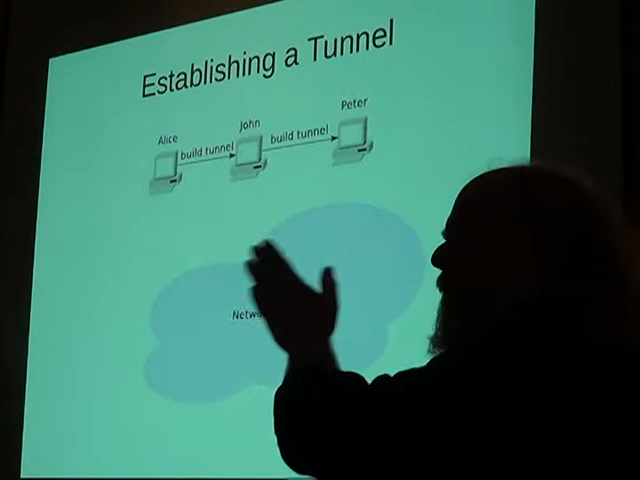 Establishing a Tunnel
Peter
John
Alice
build tunnel
build tunnel